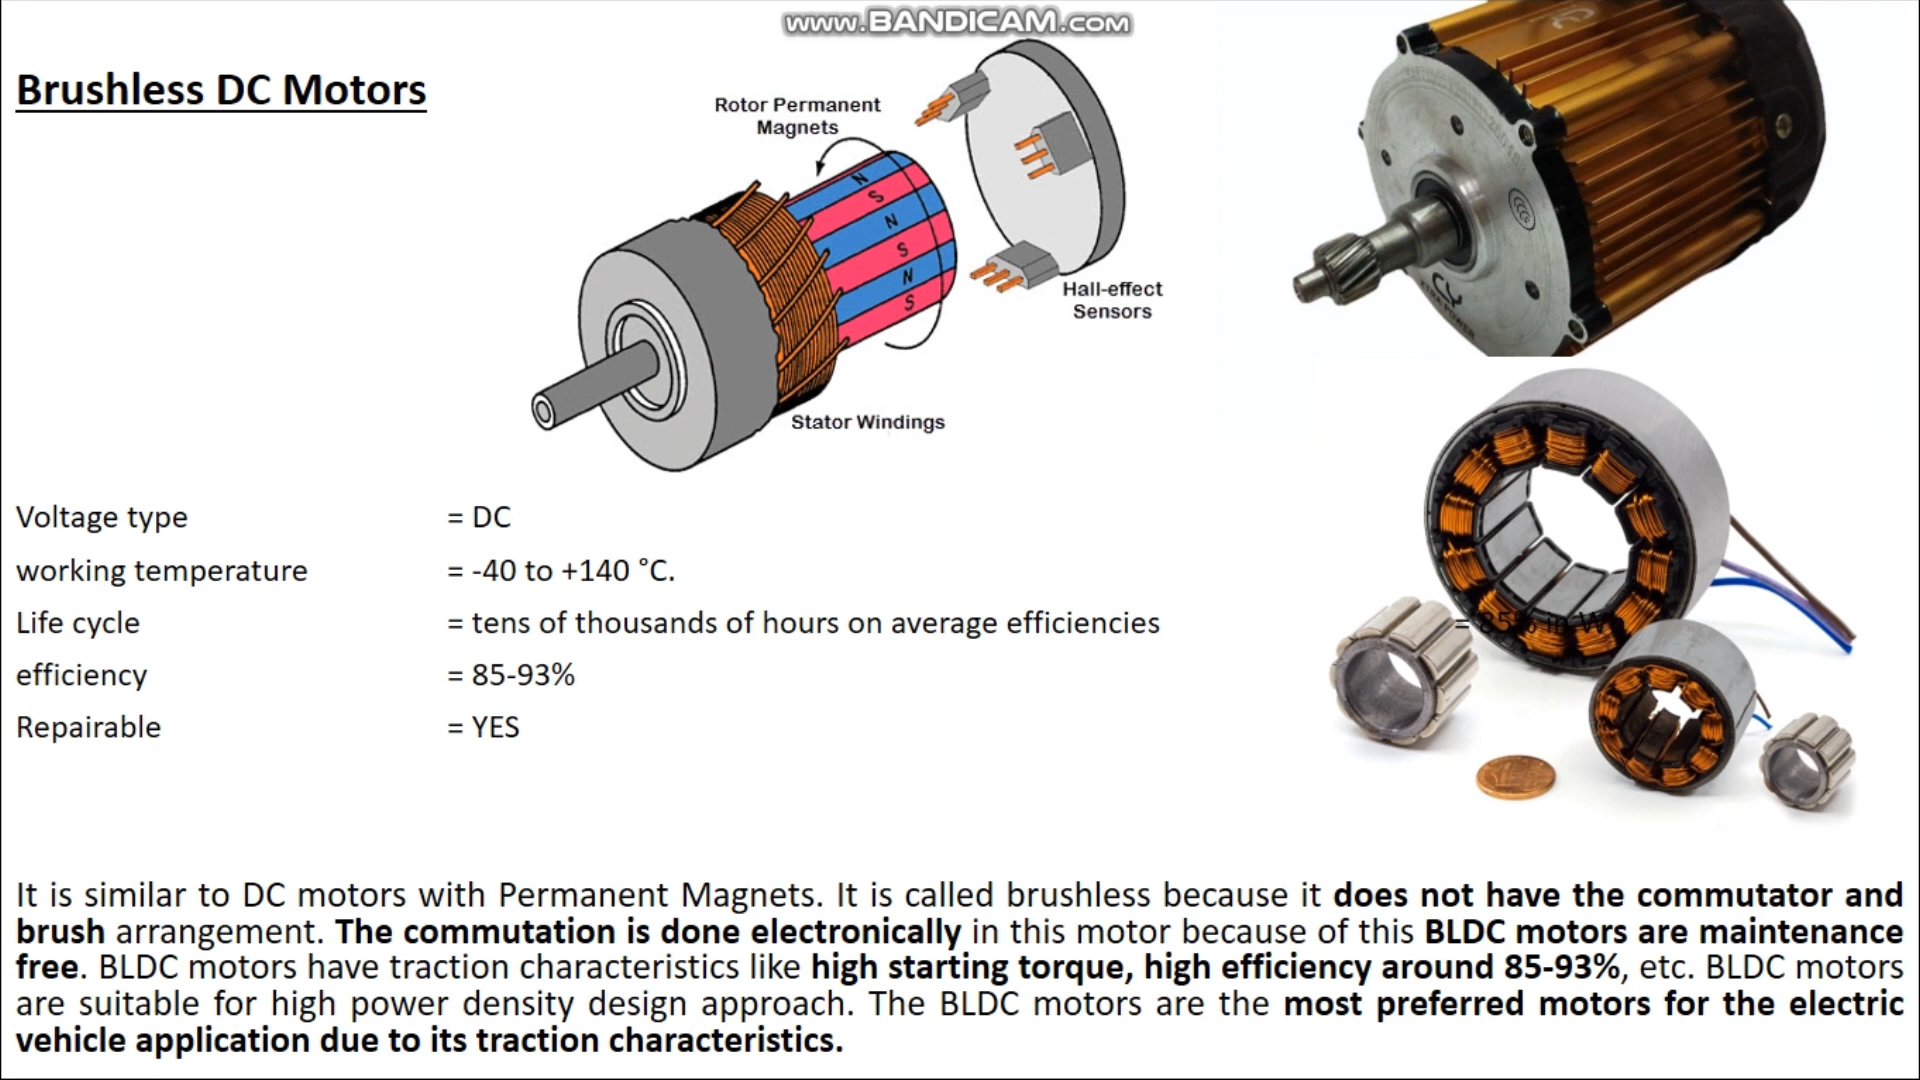 www.BANDICAM.com
Brushless DC Motors
Rotor Permanent
Magnets
N
S
N
S
N
S
Hall-effect
Sensors
Stator Windings
Voltage type = DC
working temperature = -40 to +140 °C.
Life cycle = tens of thousands of hours on average efficiencies
= 85% in W
efficiency = 85-93%
Repairable = YES
It is similar to DC motors with Permanent Magnets. It is called brushless because it does not have the commutator and
brush arrangement. The commutation is done electronically in this motor because of this BLDC motors are maintenance
free. BLDC motors have traction characteristics like high starting torque, high efficiency around 85-93%, etc. BLDC motors
are suitable for high power density design approach. The BLDC motors are the most preferred motors for the electric
vehicle application due to its traction characteristics.